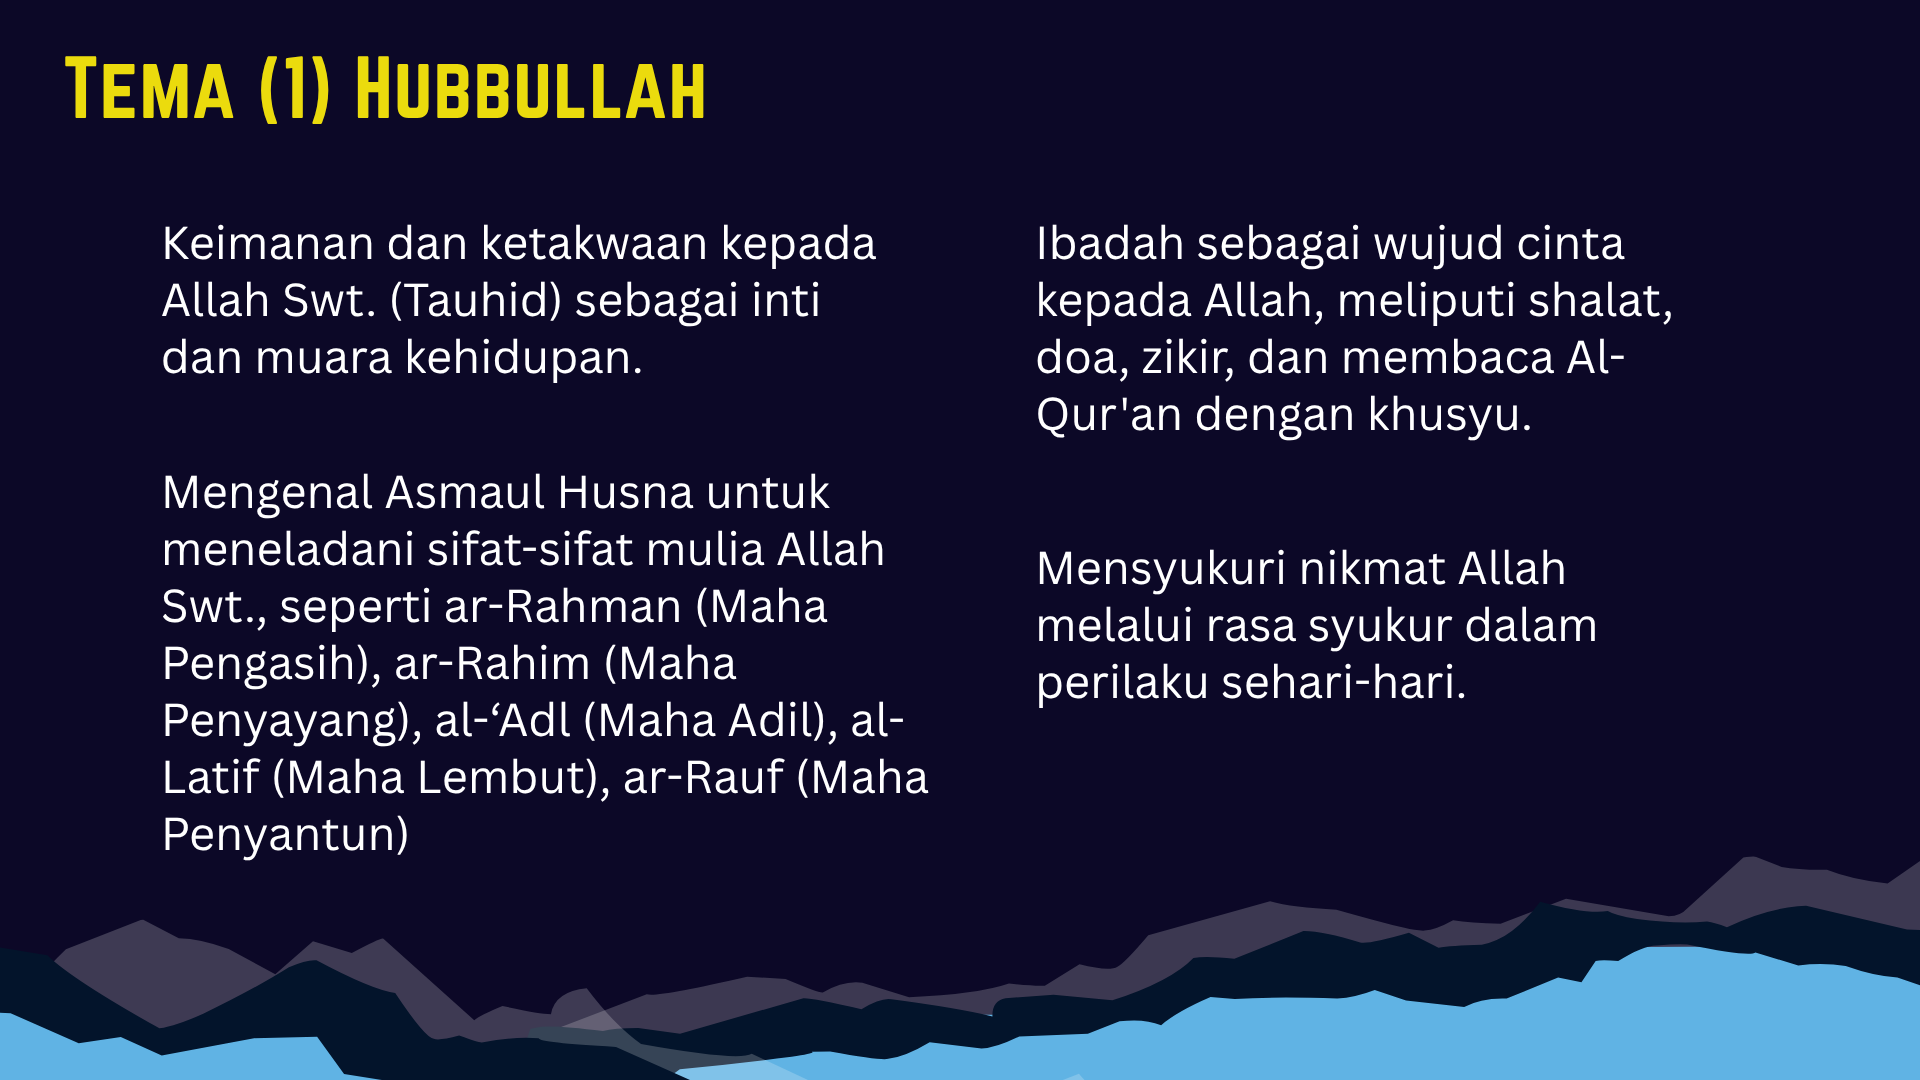 Tema (1) Hubbullah
Keimanan dan ketakwaan kepada
Allah Swt. (Tauhid) sebagai inti
dan muara kehidupan.
Mengenal Asmaul Husna untuk
meneladani sifat-sifat mulia Allah
Swt., seperti ar-Rahman (Maha
Pengasih), ar-Rahim (Maha
Penyayang), al-‘Adl (Maha Adil), al-
Latif (Maha Lembut), ar-Rauf (Maha
Penyantun)
Ibadah sebagai wujud cinta
kepada Allah, meliputi shalat,
doa, zikir, dan membaca Al-
Qur'an dengan khusyu.
Mensyukuri nikmat Allah
melalui rasa syukur dalam
perilaku sehari-hari.